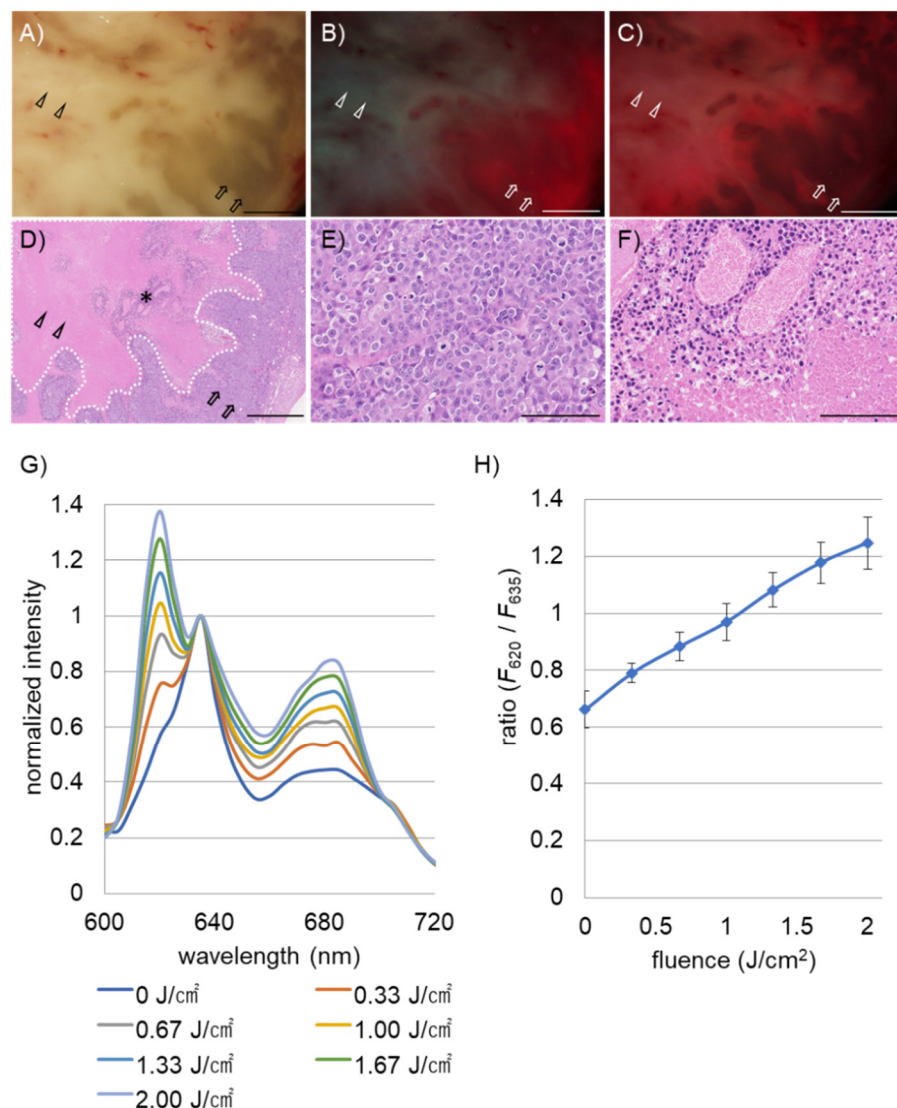 A)
B)
C)
D)
*
E)
F)
G)
H)
normalized intensity
1.4
1.2
1.0
0.8
0.6
0.4
0.2
0
600
640
680
720
wavelength (nm)
0 J/㎠
0.33 J/㎠
0.67 J/㎠
1.00 J/㎠
1.33 J/㎠
1.67 J/㎠
2.00 J/㎠
ratio (F620 / F635)
1.4
1.2
1
0.8
0.6
0.4
0.2
0
0
0.5
1
1.5
2
fluence (J/cm²)